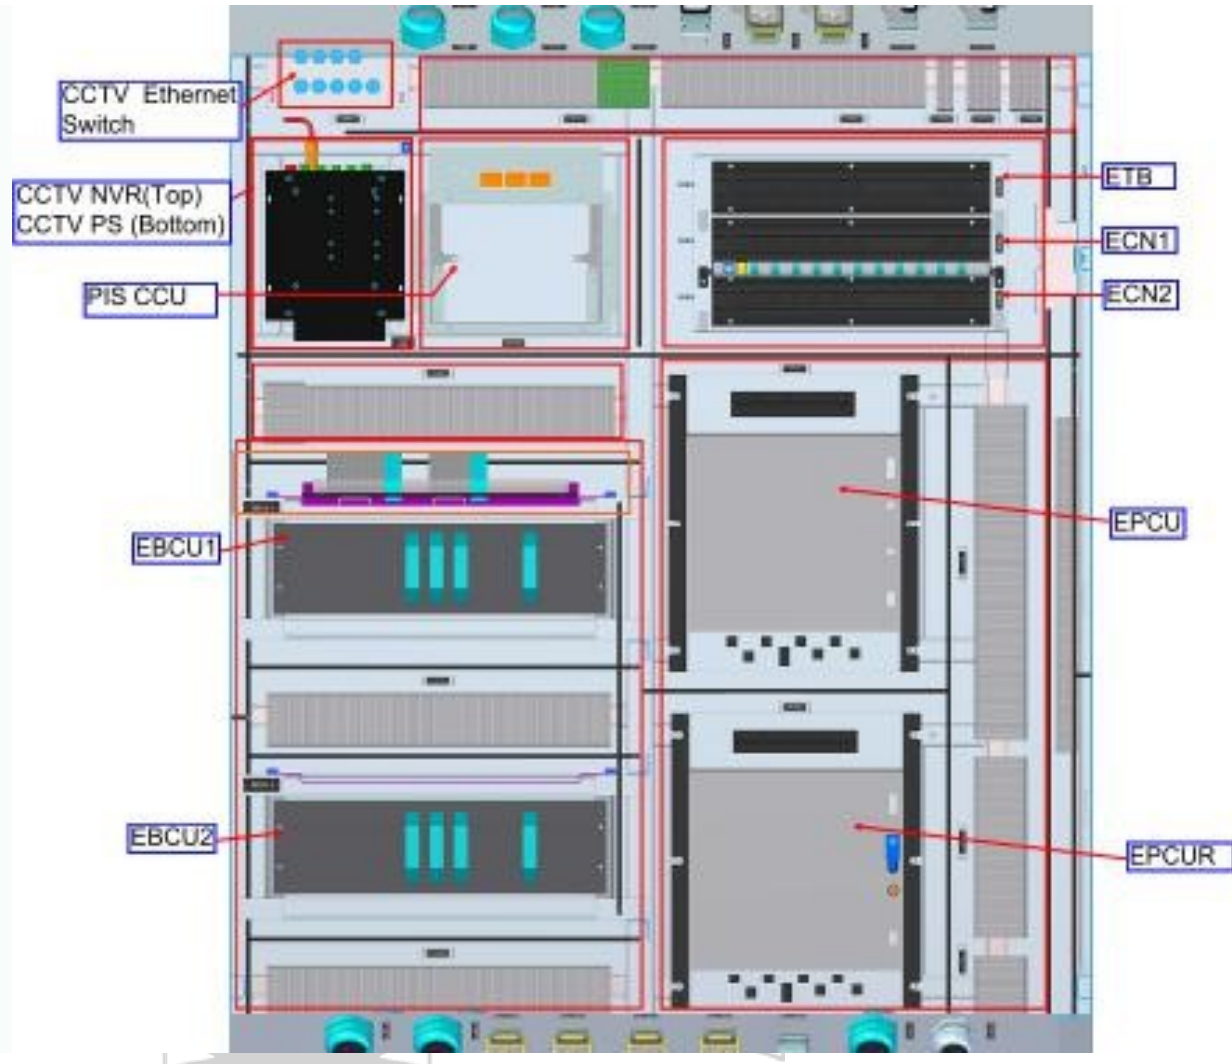 CCTV Ethernet
Switch
CCTV NVR(Top)
CCTV PS (Bottom)
PIS CCU
ETB
ECN1
ECN2
EBCU1
EPCU
EBCU2
EPCUR